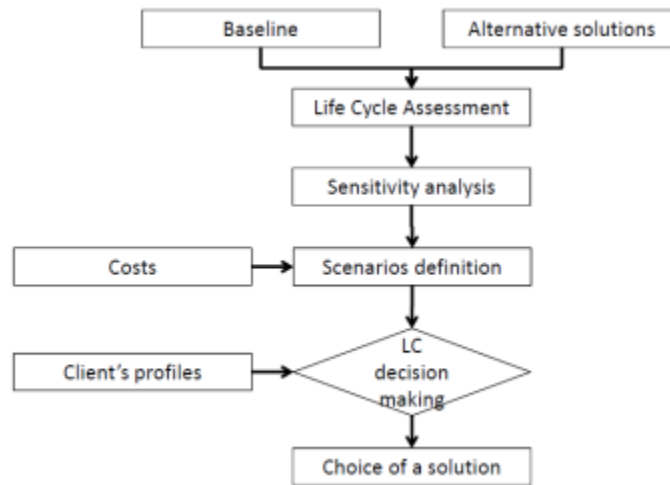 Baseline
Alternative solutions
Life Cycle Assessment
Sensitivity analysis
Costs
Scenarios definition
Client's profiles
LC
decision
making
Choice of a solution